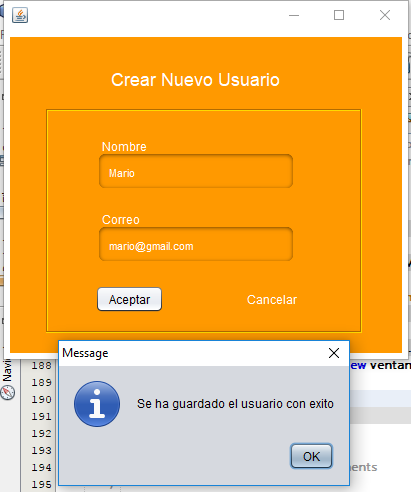 Crear Nuevo Usuario
Nombre
Mario
Correo
mario@gmail.com
Aceptar
Cancelar
Message
Se ha guardado el usuario con exito
OK
Navi
188
ew ventan
189
190
191
192
193
194
ents
195